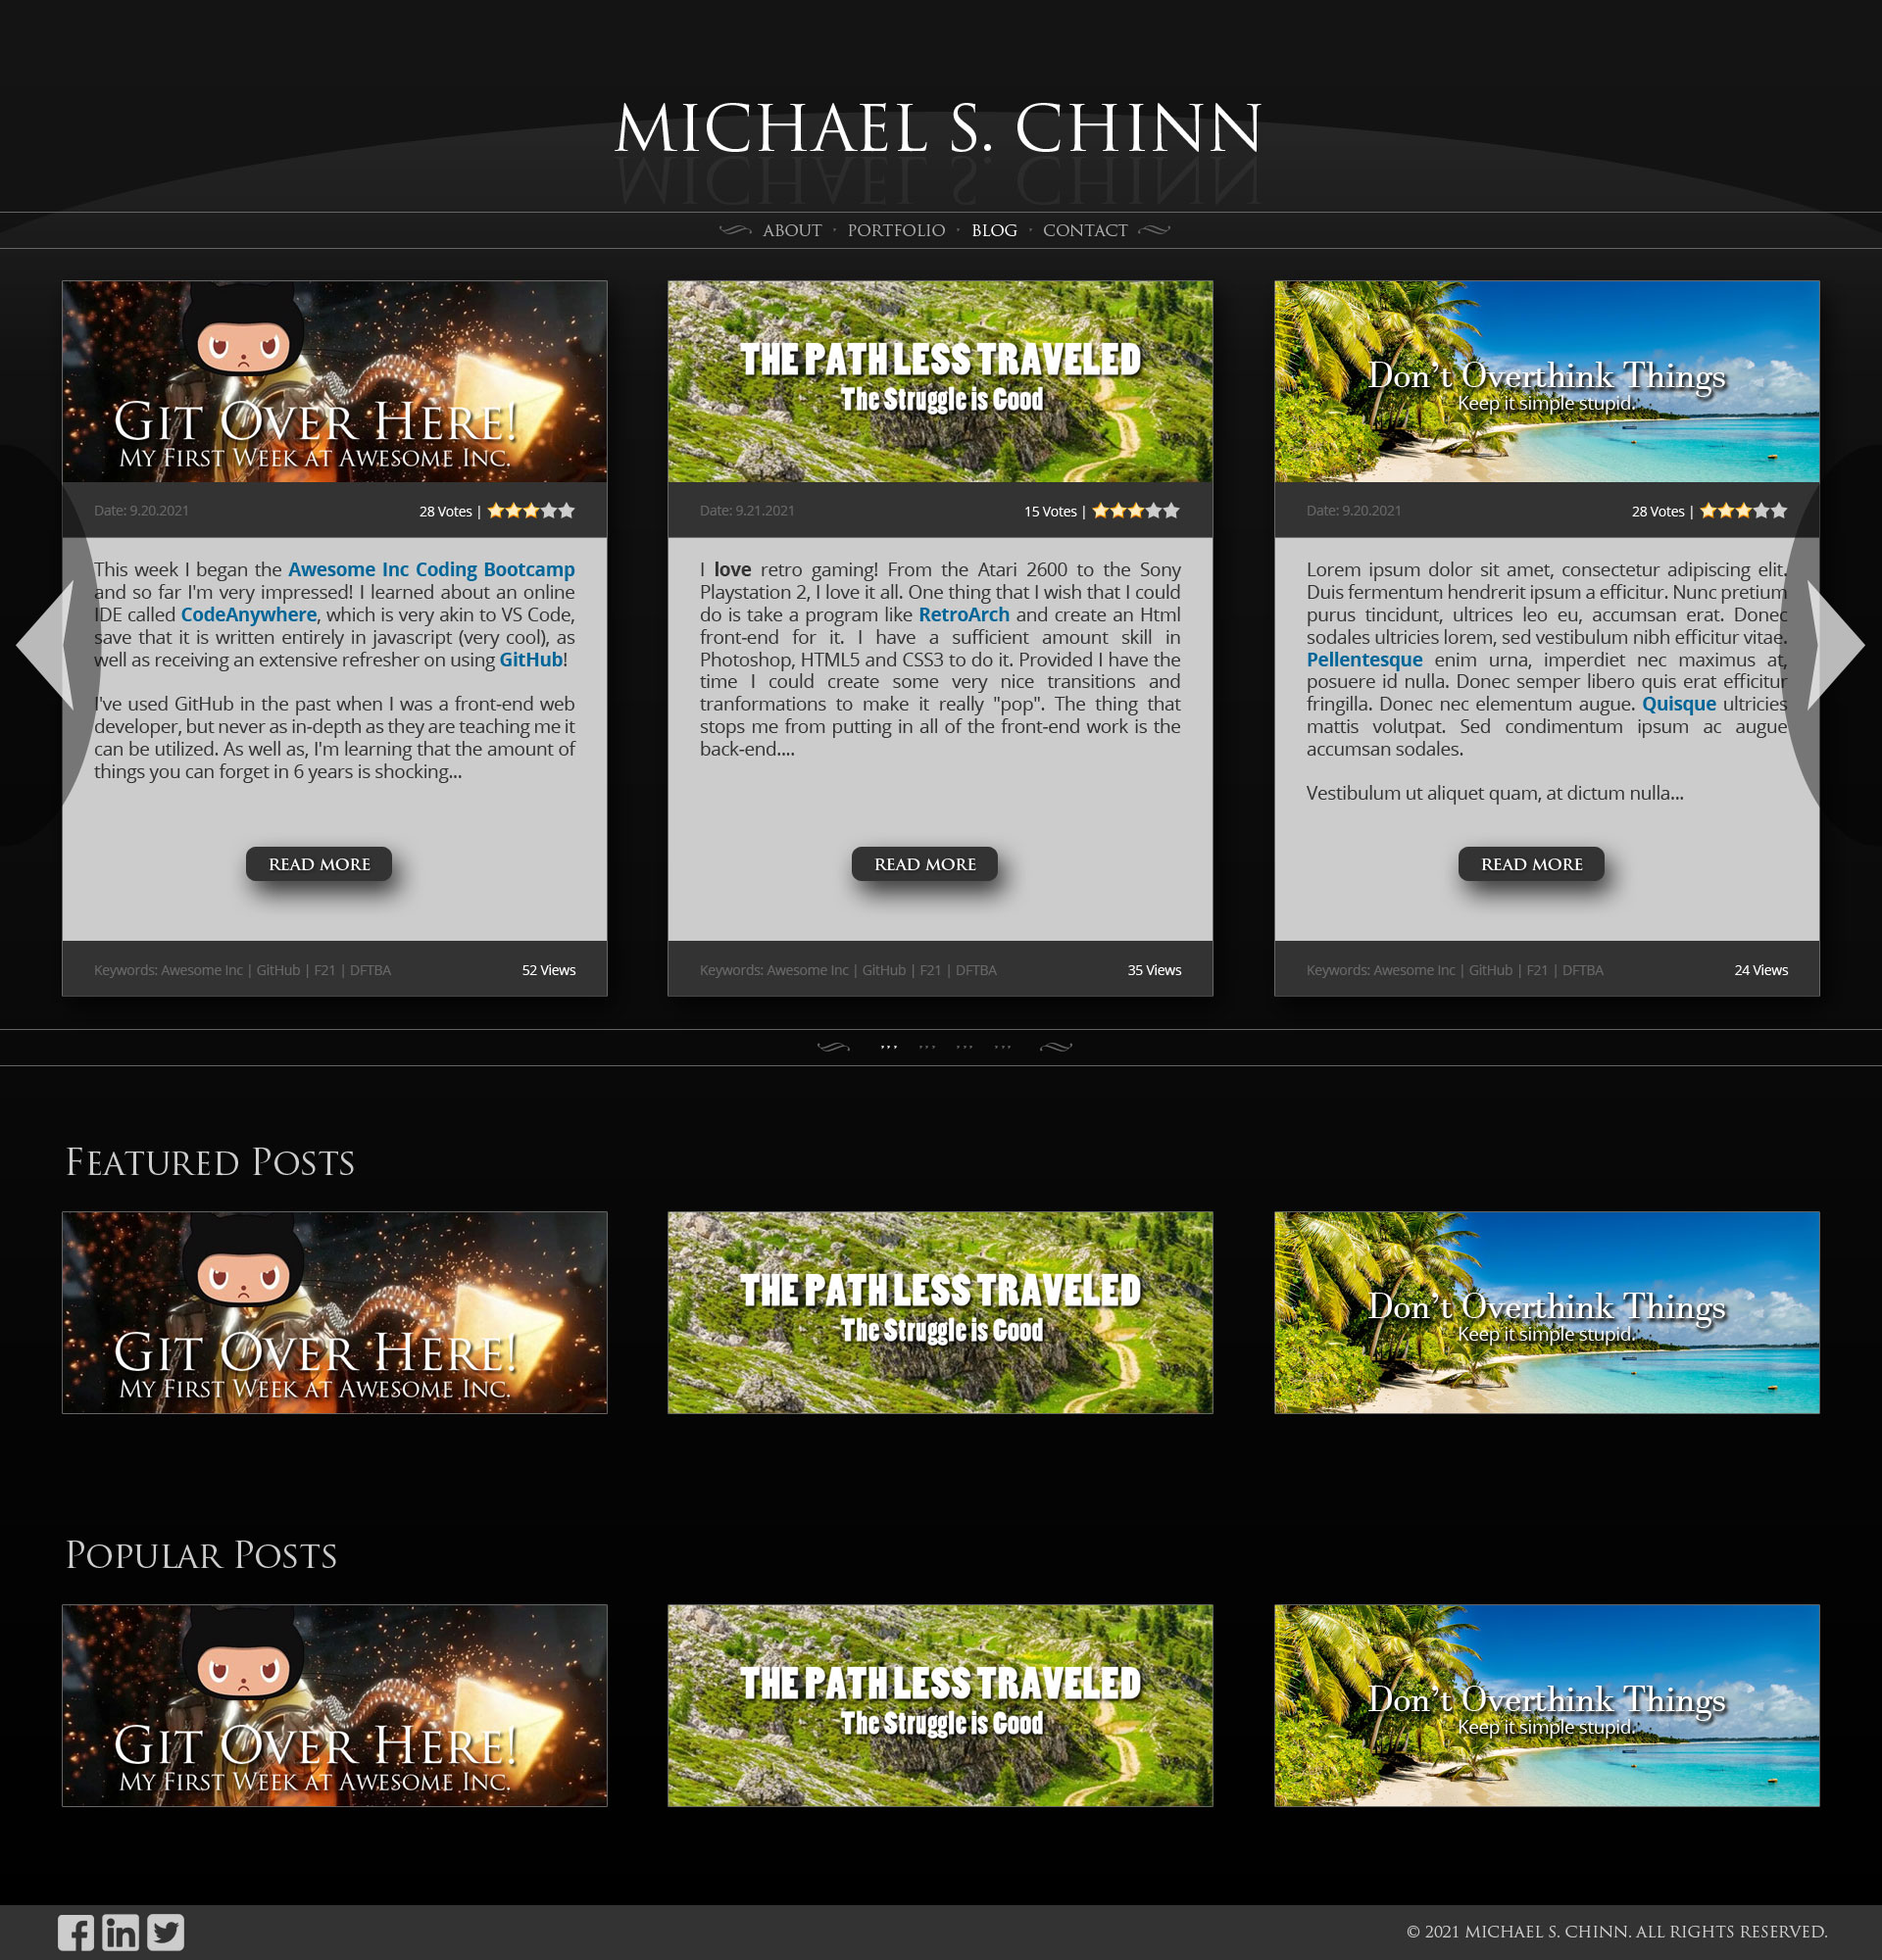 MICHAEL S. CHINN
ABOUT · PORTFOLIO · BLOG · CONTACT
GIT OVER HERE!
MY FIRST WEEK AT AWESOME INC.
Date: 9.20.2021
28 Votes |
This week I began the Awesome Inc Coding Bootcamp
and so far I'm very impressed! I learned about an online
IDE called CodeAnywhere, which is very akin to VS Code,
save that it is written entirely in javascript (very cool), as
well as receiving an extensive refresher on using GitHub!
I've used GitHub in the past when I was a front-end web
developer, but never as in-depth as they are teaching me it
can be utilized. As well as, I'm learning that the amount of
things you can forget in 6 years is shocking...
READ MORE
Keywords: Awesome Inc | GitHub | F21 | DFTBA
52 Views
THE PATH LESS TRAVELED
The Struggle is Good
Date: 9.21.2021
15 Votes |
I love retro gaming! From the Atari 2600 to the Sony
Playstation 2, I love it all. One thing that I wish that I could
do is take a program like RetroArch and create an Html
front-end for it. I have a sufficient amount skill in
Photoshop, HTML5 and CSS3 to do it. Provided I have the
time I could create some very nice transitions and
tranformations to make it really "pop". The thing that
stops me from putting in all of the front-end work is the
back-end....
READ MORE
Keywords: Awesome Inc | GitHub | F21 | DFTBA
35 Views
Don't Overthink Things
Keep it simple stupid.
Date: 9.20.2021
28 Votes |
Lorem ipsum dolor sit amet, consectetur adipiscing elit.
Duis fermentum hendrerit ipsum a efficitur. Nunc pretium
purus tincidunt, ultrices leo eu, accumsan erat. Donec
sodales ultricies lorem, sed vestibulum nibh efficitur vitae.
Pellentesque enim urna, imperdiet nec maximus at,
posuere id nulla. Donec semper libero quis erat efficitur
fringilla. Donec nec elementum augue. Quisque ultricies
mattis volutpat. Sed condimentum ipsum ac augue
accumsan sodales.
Vestibulum ut aliquet quam, at dictum nulla...
READ MORE
Keywords: Awesome Inc | GitHub | F21 | DFTBA
24 Views
FEATURED POSTS
GIT OVER HERE!
MY FIRST WEEK AT AWESOME INC.
THE PATH LESS TRAVELED
The Struggle is Good
Don't Overthink Things
Keep it simple stupid.
POPULAR POSTS
GIT OVER HERE!
MY FIRST WEEK AT AWESOME INC.
THE PATH LESS TRAVELED
The Struggle is Good
Don't Overthink Things
Keep it simple stupid.
© 2021 MICHAEL S. CHINN. ALL RIGHTS RESERVED.